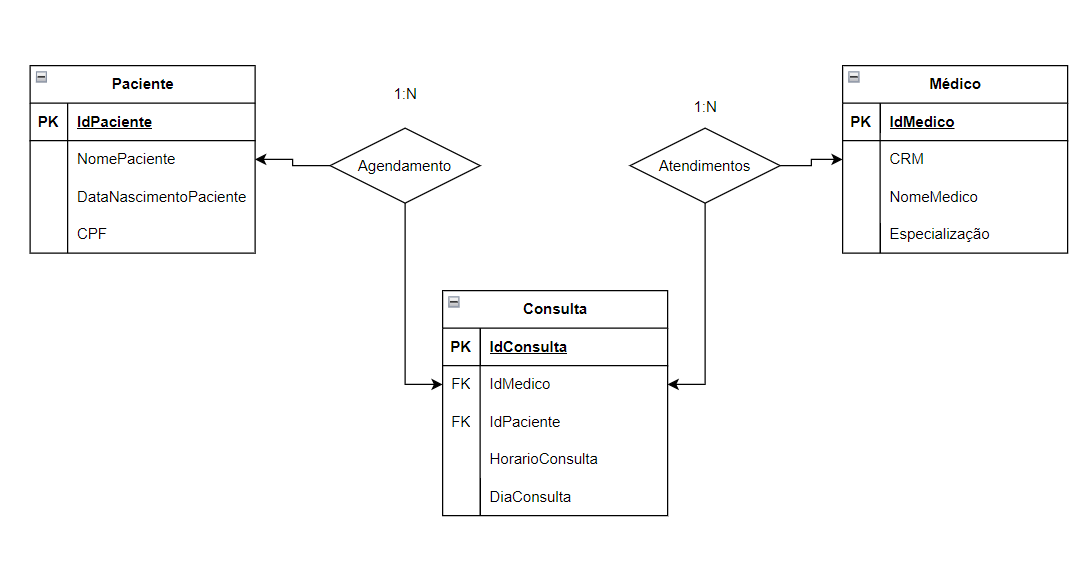 Paciente
PK IdPaciente
NomePaciente
DataNascimentoPaciente
CPF
1:N
Agendamento
1:N
Atendimentos
Médico
PK IdMedico
CRM
NomeMedico
Especialização
Consulta
PK IdConsulta
FK IdMedico
FK IdPaciente
HorarioConsulta
DiaConsulta